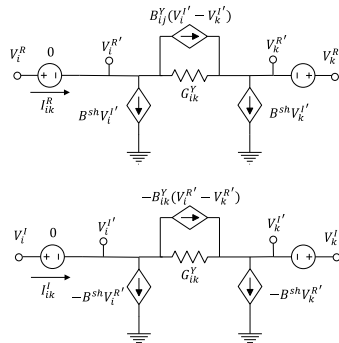 B_{ij}^Y(V_i^{I'} − V_k^{I'})
V_i^R 0 V_i^{R'} V_k^{R'} V_k^R
+ − + −
I_{ik}^R G_{ik}^Y
B^{sh}V_i^{I'} B^{sh}V_k^{I'}
−B_{ik}^Y(V_i^{R'} − V_k^{R'})
V_i^I 0 V_i^{I'} V_k^{I'} V_k^I
+ − + −
I_{ik}^I G_{ik}^Y
−B^{sh}V_i^{R'} −B^{sh}V_k^{R'}